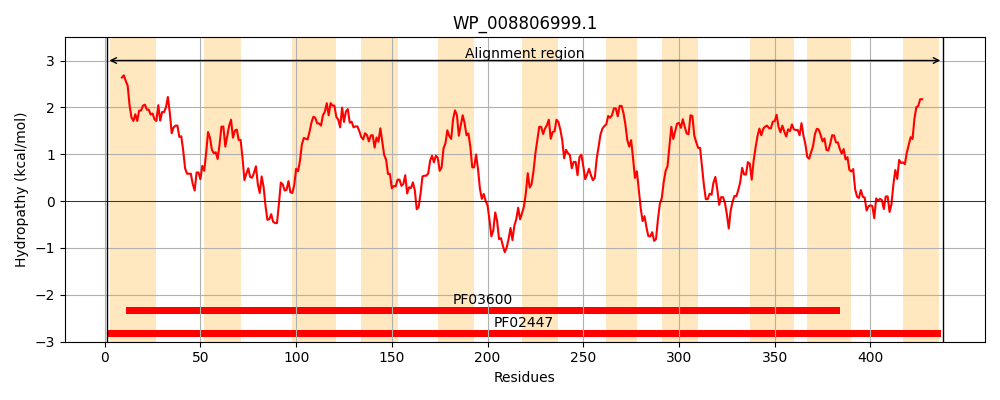 WP_008806999.1
Alignment region
Hydropathy (kcal/mol)
3
2
1
0
−1
−2
−3
PF03600
PF02447
0 50 100 150 200 250 300 350 400
Residues